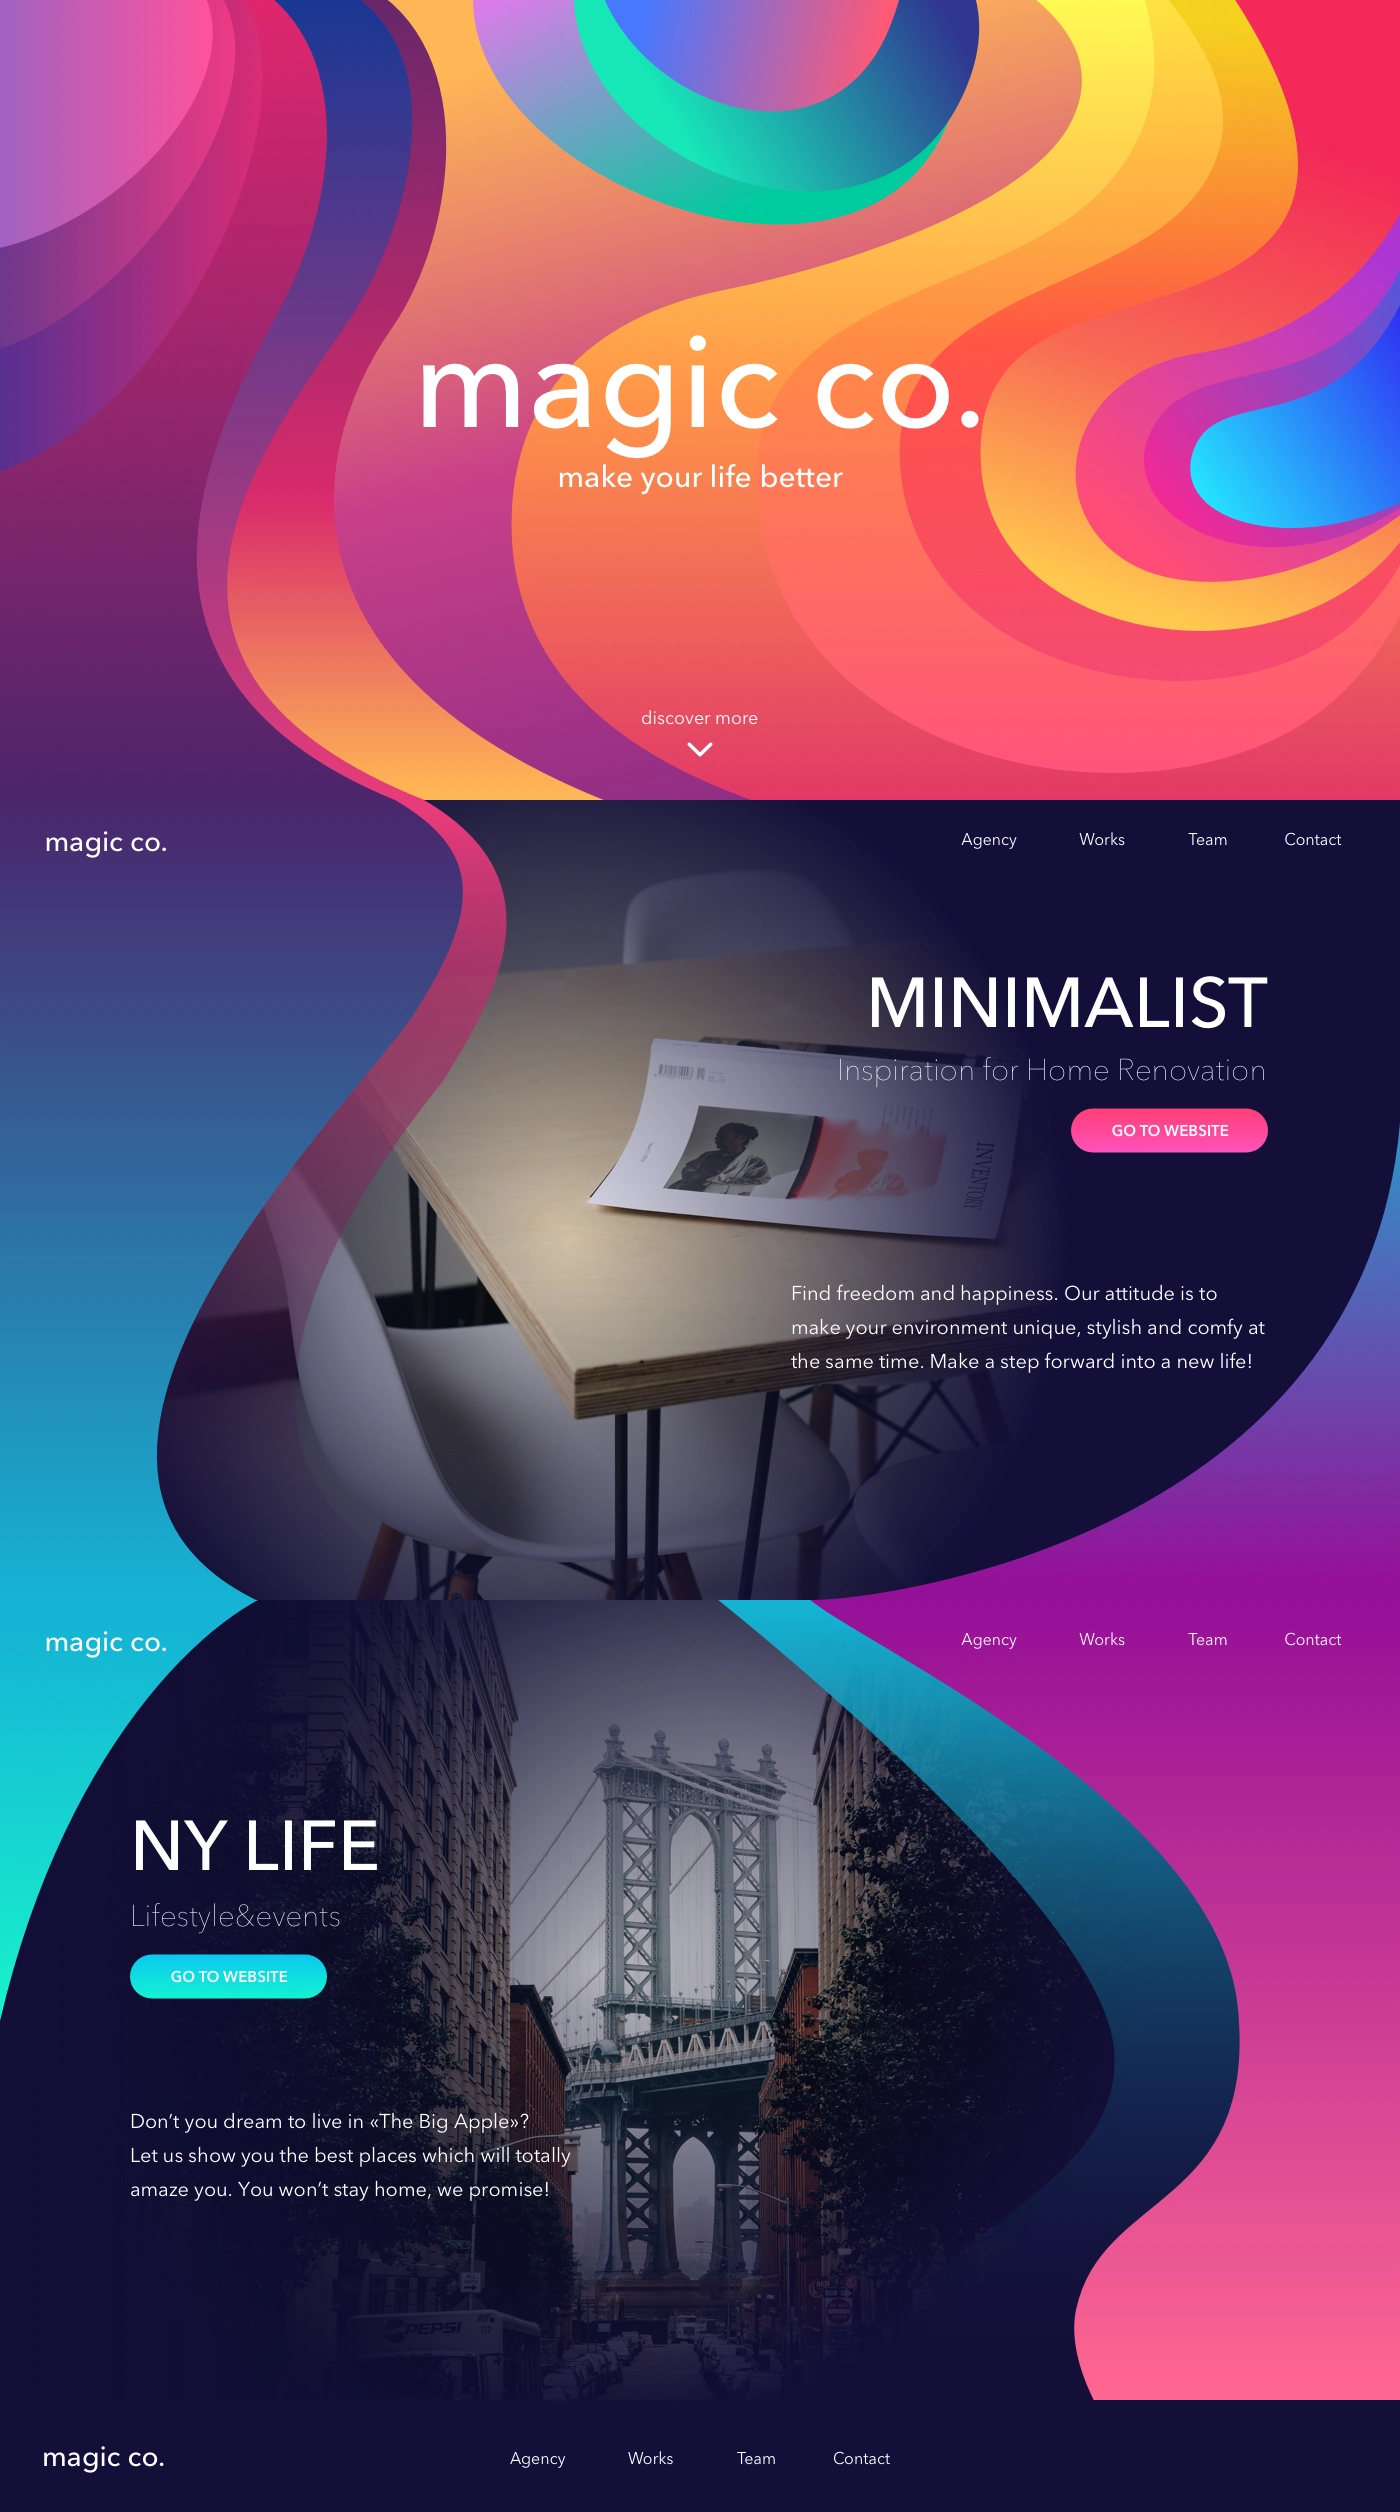 magic co.
make your life better
discover more
magic co.
Agency Works Team Contact
MINIMALIST
Inspiration for Home Renovation
GO TO WEBSITE
INVENTORY
Find freedom and happiness. Our attitude is to
make your environment unique, stylish and comfy at
the same time. Make a step forward into a new life!
magic co.
Agency Works Team Contact
NY LIFE
Lifestyle&events
GO TO WEBSITE
Don’t you dream to live in «The Big Apple»?
Let us show you the best places which will totally
amaze you. You won’t stay home, we promise!
PEPSI
magic co.
Agency Works Team Contact